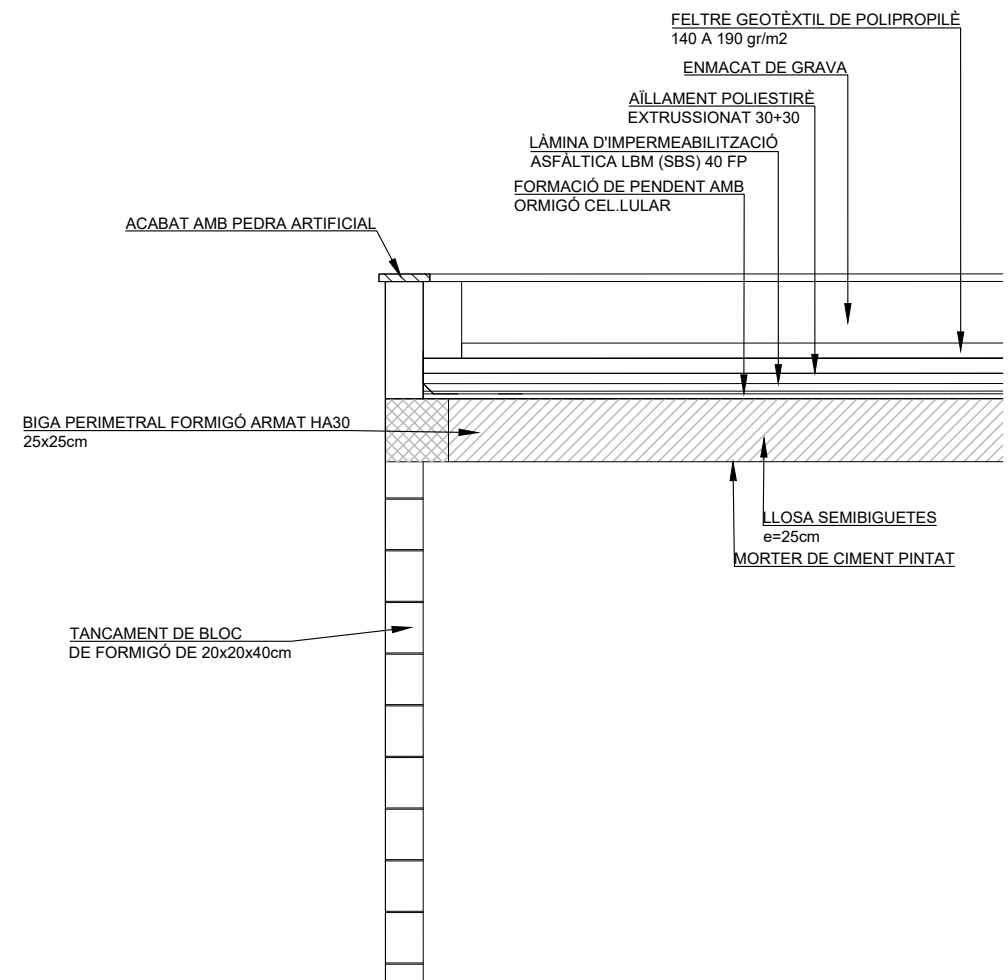 FELTRE GEOTÈXTIL DE POLIPROPILÈ
140 A 190 gr/m2
ENMACAT DE GRAVA
AÏLLAMENT POLIESTIRÈ
EXTRUSSIONAT 30+30
LÀMINA D'IMPERMEABILITZACIÓ
ASFÀLTICA LBM (SBS) 40 FP
FORMACIÓ DE PENDENT AMB
ORMIGÓ CEL.LULAR
ACABAT AMB PEDRA ARTIFICIAL
BIGA PERIMETRAL FORMIGÓ ARMAT HA30
25x25cm
LLOSA SEMIBIGUETES
e=25cm
MORTER DE CIMENT PINTAT
TANCAMENT DE BLOC
DE FORMIGÓ DE 20x20x40cm